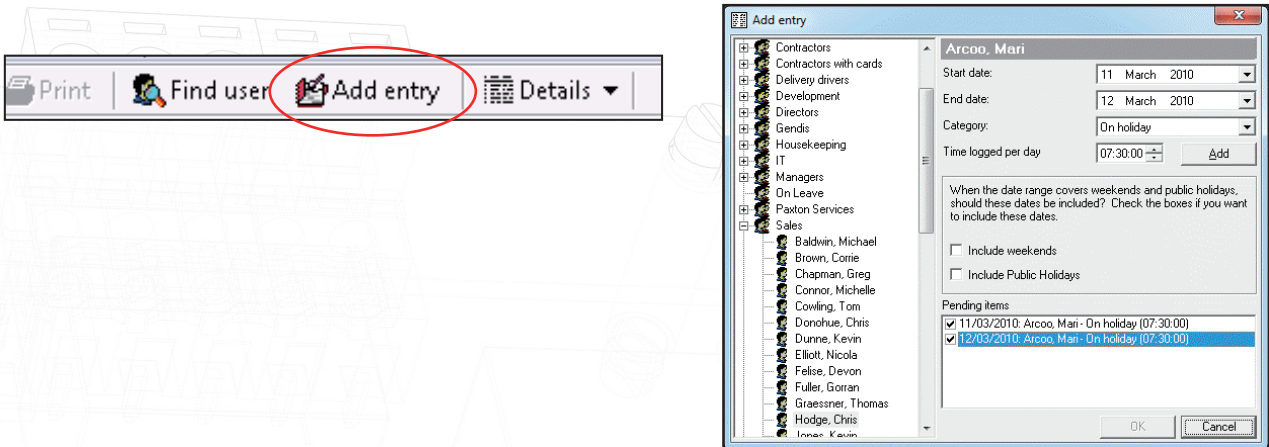 Print Find user Add entry Details
Add entry
Contractors
Contractors with cards
Delivery drivers
Development
Directors
Gendis
Housekeeping
IT
Managers
On Leave
Paxton Services
Sales
Baldwin, Michael
Brown, Corrie
Chapman, Greg
Connor, Michelle
Cowling, Tom
Donohue, Chris
Dunne, Kevin
Elliott, Nicola
Felise, Devon
Fuller, Gorran
Graessner, Thomas
Hodge, Chris
Jones, Kevin
Arcoo, Mari
Start date: 11 March 2010
End date: 12 March 2010
Category: On holiday
Time logged per day 07:30:00 Add
When the date range covers weekends and public holidays,
should these dates be included? Check the boxes if you want
to include these dates.
Include weekends
Include Public Holidays
Pending items
11/03/2010: Arcoo, Mari - On holiday (07:30:00)
12/03/2010: Arcoo, Mari - On holiday (07:30:00)
OK Cancel